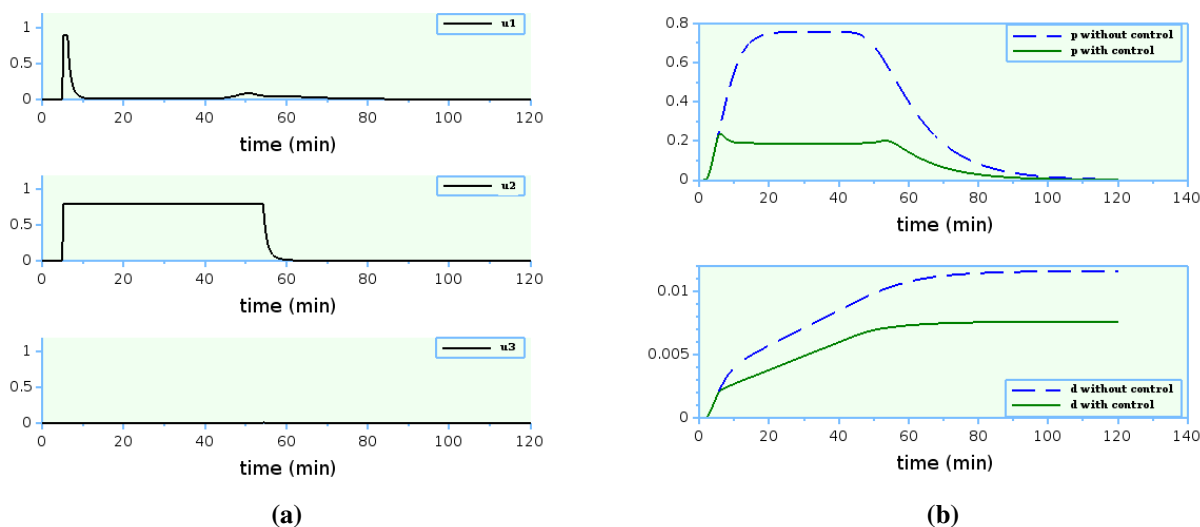 1
0.5
0
0 20 40 60 80 100 120
time (min)
u1
1
0.5
0
0 20 40 60 80 100 120
time (min)
u2
1
0.5
0
0 20 40 60 80 100 120
time (min)
u3
(a)
0.8
0.6
0.4
0.2
0
0 20 40 60 80 100 120 140
time (min)
p without control
p with control
0.01
0.005
0
0 20 40 60 80 100 120 140
time (min)
d without control
d with control
(b)